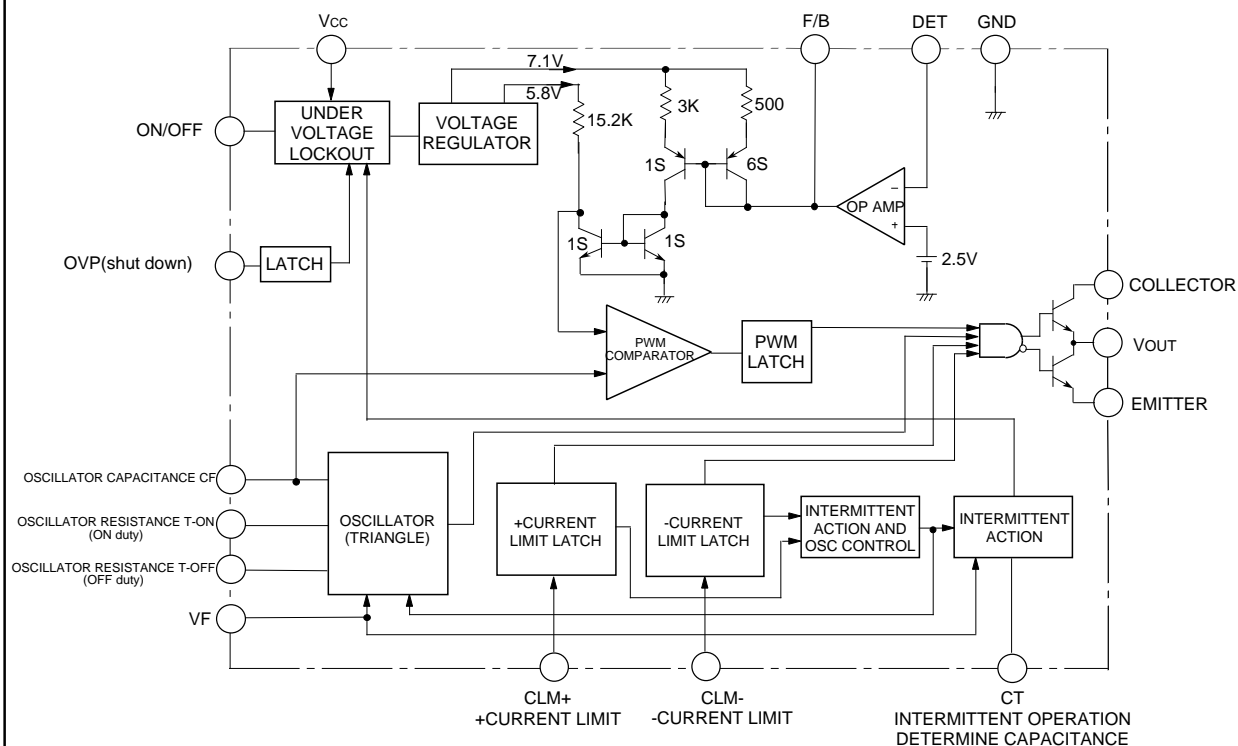 Vcc
F/B
DET
GND
7.1V
5.8V
ON/OFF
UNDER
VOLTAGE
LOCKOUT
VOLTAGE
REGULATOR
15.2K
3K
500
1S
6S
OP AMP
−
+
2.5V
1S
1S
OVP(shut down)
LATCH
COLLECTOR
PWM
COMPARATOR
PWM
LATCH
VOUT
EMITTER
OSCILLATOR CAPACITANCE CF
OSCILLATOR RESISTANCE T-ON
(ON duty)
OSCILLATOR RESISTANCE T-OFF
(OFF duty)
VF
OSCILLATOR
(TRIANGLE)
+CURRENT
LIMIT LATCH
-CURRENT
LIMIT LATCH
INTERMITTENT
ACTION AND
OSC CONTROL
INTERMITTENT
ACTION
CLM+
+CURRENT LIMIT
CLM-
-CURRENT LIMIT
CT
INTERMITTENT OPERATION
DETERMINE CAPACITANCE